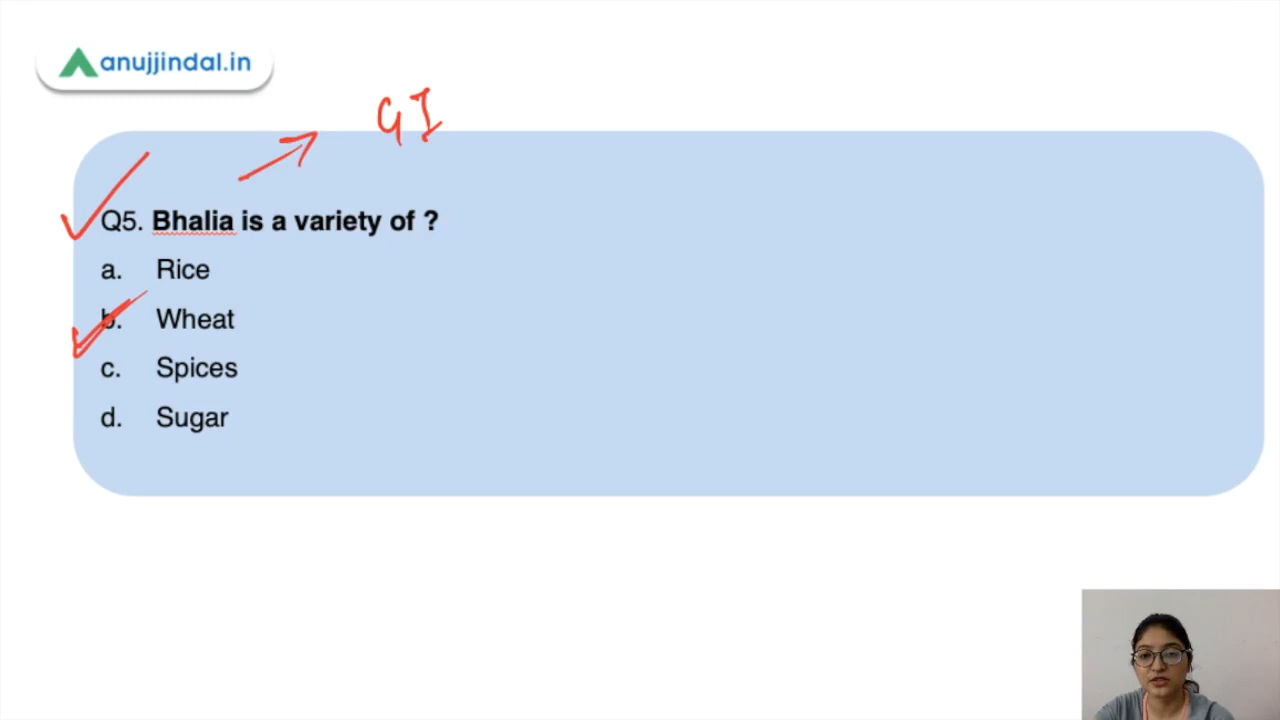 anujjindal.in
GI
Q5. Bhalia is a variety of ?
a. Rice
b. Wheat
c. Spices
d. Sugar